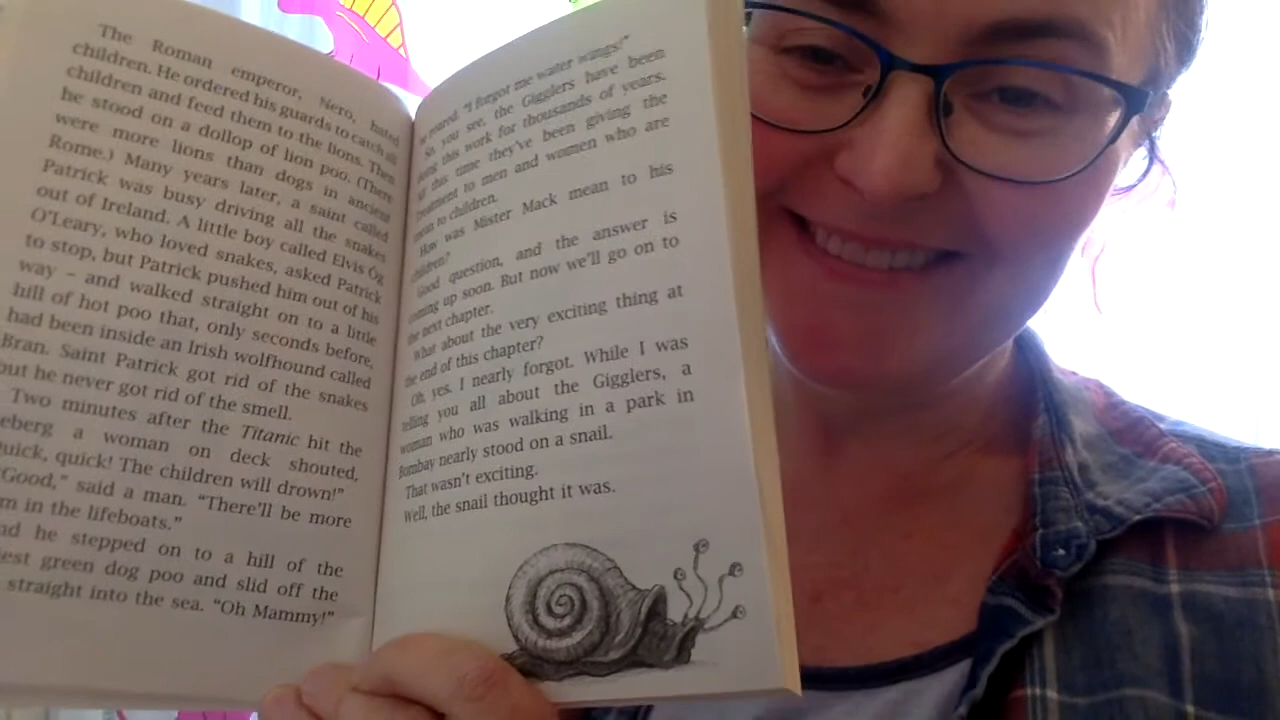 The Roman emperor, Nero, hated
children. He ordered his guards to catch all
children and feed them to the lions. Then
he stood on a dollop of lion poo. (There
were more lions than dogs in ancient
Rome.) Many years later, a saint called
Patrick was busy driving all the snakes
out of Ireland. A little boy called Elvis Óg
O'Leary, who loved snakes, asked Patrick
to stop, but Patrick pushed him out of his
way – and walked straight on to a little
hill of hot poo that, only seconds before,
had been inside an Irish wolfhound called
Bran. Saint Patrick got rid of the snakes
but he never got rid of the smell.
Two minutes after the Titanic hit the
eberg a woman on deck shouted,
uick, quick! The children will drown!"
"Good," said a man. "There'll be more
m in the lifeboats."
nd he stepped on to a hill of the
iest green dog poo and slid off the
straight into the sea. "Oh Mammy!"
he roared. "I forgot me water wings!"
So, you see, the Gigglers have been
doing this work for thousands of years.
All this time they've been giving the
treatment to men and women who are
mean to children.
How was Mister Mack mean to his
children?
Good question, and the answer is
coming up soon. But now we'll go on to
the next chapter.
What about the very exciting thing at
the end of this chapter?
Oh, yes. I nearly forgot. While I was
telling you all about the Gigglers, a
woman who was walking in a park in
Bombay nearly stood on a snail.
That wasn't exciting.
Well, the snail thought it was.